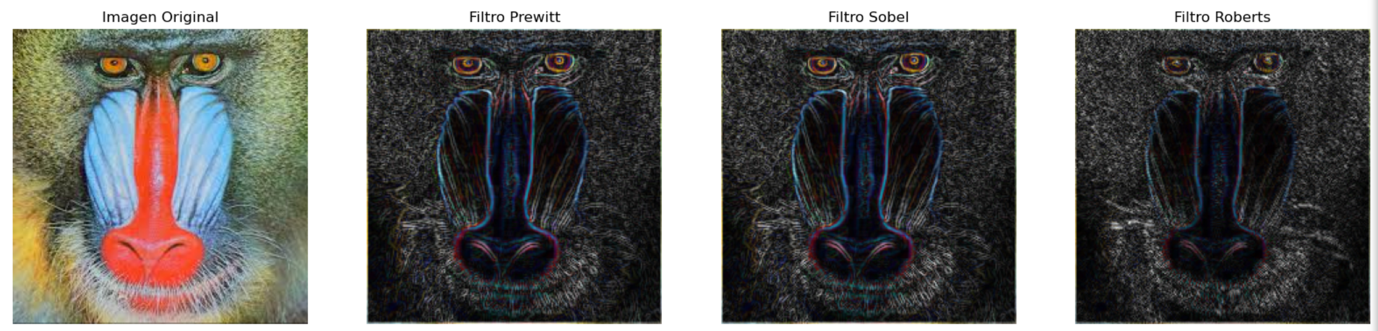 Imagen Original
Filtro Prewitt
Filtro Sobel
Filtro Roberts